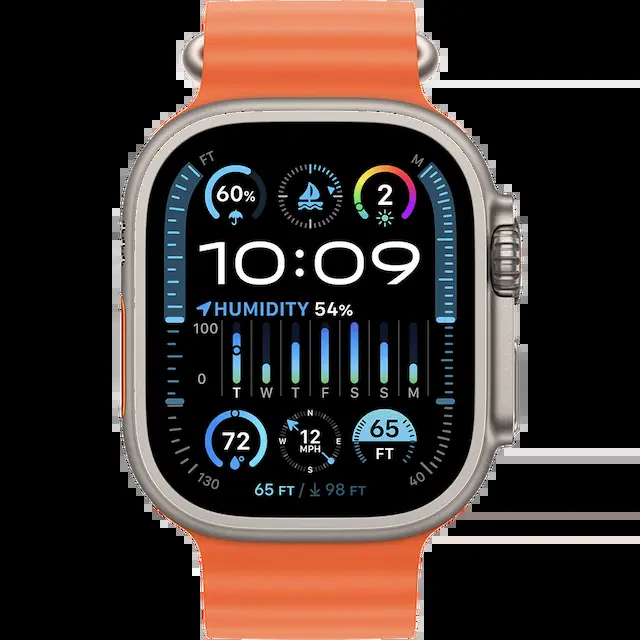 FT M
60% 2
10:09
HUMIDITY 54%
100
0
T W T F S S M
72
N
W 12 E
MPH
S
65
FT
130 40
65 FT / 98 FT